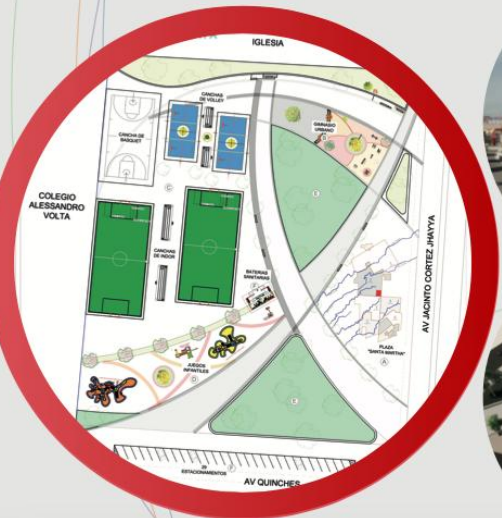 IGLESIA
CANCHAS
DE VOLLEY
CANCHA DE
BASQUET
GIMNASIO
URBANO
B
C
E
COLEGIO
ALESSANDRO
VOLTA
CANCHAS
DE INDOR
BATERIAS
SANITARIAS
AV JACINTO CORTEZ JHAYYA
PLAZA
"SANTA MARTHA"
A
JUEGOS
INFANTILES
D
E
29
ESTACIONAMIENTOS
F
AV QUINCHES